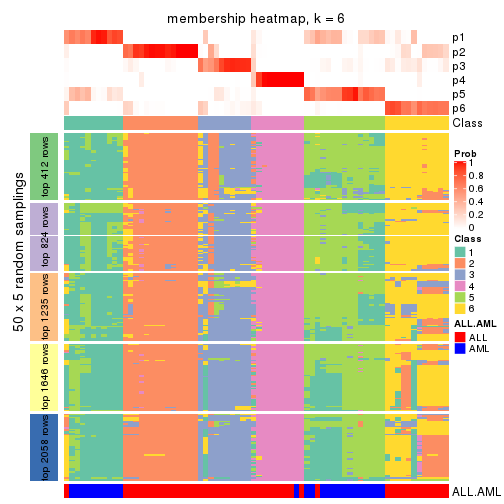 membership heatmap, k = 6
p1
p2
p3
p4
p5
p6
Class
50 x 5 random samplings
top 412 rows
top 824 rows
top 1235 rows
top 1646 rows
top 2058 rows
Prob
1
0.8
0.6
0.4
0.2
0
Class
1
2
3
4
5
6
ALL.AML
ALL
AML
ALL.AML